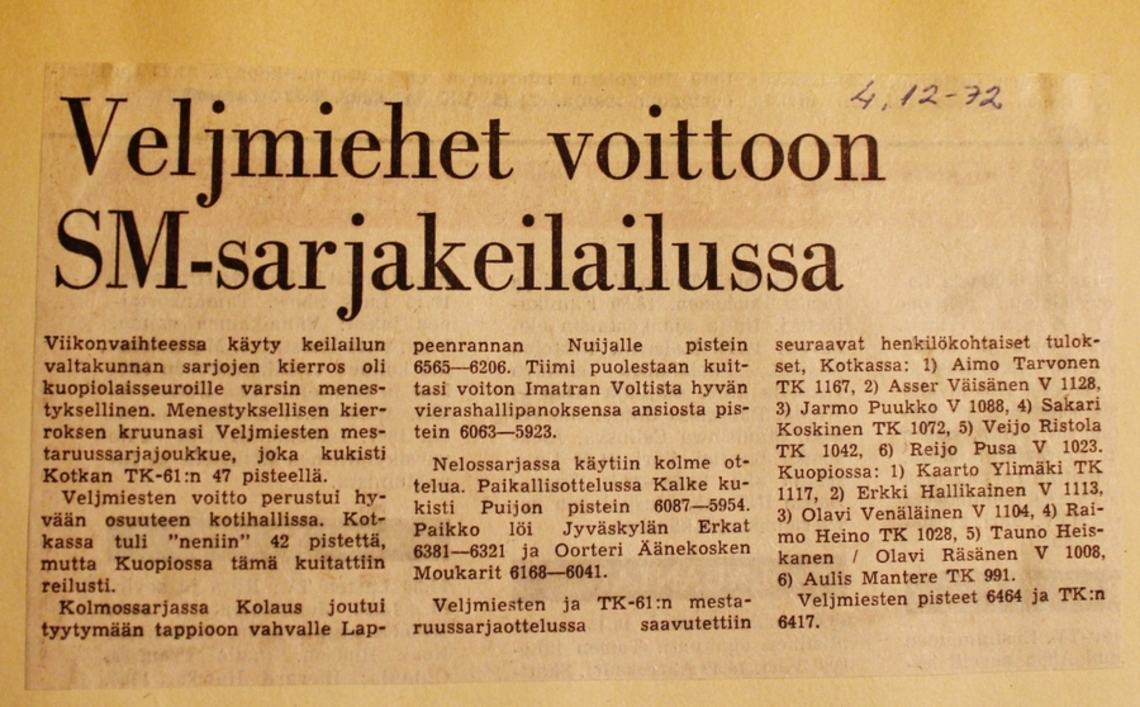 4.12-72
Veljmiehet voittoon
SM-sarjakeilailussa
Viikonvaihteessa käyty keilailun
valtakunnan sarjojen kierros oli
kuopiolaisseuroille varsin menes-
tyksellinen. Menestyksellisen kier-
roksen kruunasi Veljmiesten mes-
taruussarjajoukkue, joka kukisti
Kotkan TK-61:n 47 pisteellä.
Veljmiesten voitto perustui hy-
vään osuuteen kotihallissa. Kot-
kassa tuli ”neniin” 42 pistettä,
mutta Kuopiossa tämä kuitattiin
reilusti.
Kolmossarjassa Kolaus joutui
tyytymään tappioon vahvalle Lap-
peenrannan Nuijalle pistein
6565—6206. Tiimi puolestaan kuit-
tasi voiton Imatran Voltista hyvän
vierashallipanoksensa ansiosta pis-
tein 6063—5923.
Nelossarjassa käytiin kolme ot-
telua. Paikallisottelussa Kalke ku-
kisti Puijon pistein 6087—5954.
Paikko löi Jyväskylän Erkat
6381—6321 ja Oorteri Äänekosken
Moukarit 6168—6041.
Veljmiesten ja TK-61:n mesta-
ruussarjaottelussa saavutettiin
seuraavat henkilökohtaiset tulok-
set, Kotkassa: 1) Aimo Tarvonen
TK 1167, 2) Asser Väisänen V 1128,
3) Jarmo Puukko V 1088, 4) Sakari
Koskinen TK 1072, 5) Veijo Ristola
TK 1042, 6) Reijo Pusa V 1023.
Kuopiossa: 1) Kaarto Ylimäki TK
1117, 2) Erkki Hallikainen V 1113,
3) Olavi Venäläinen V 1104, 4) Rai-
mo Heino TK 1028, 5) Tauno Heis-
kanen / Olavi Räsänen V 1008,
6) Aulis Mantere TK 991.
Veljmiesten pisteet 6464 ja TK:n
6417.